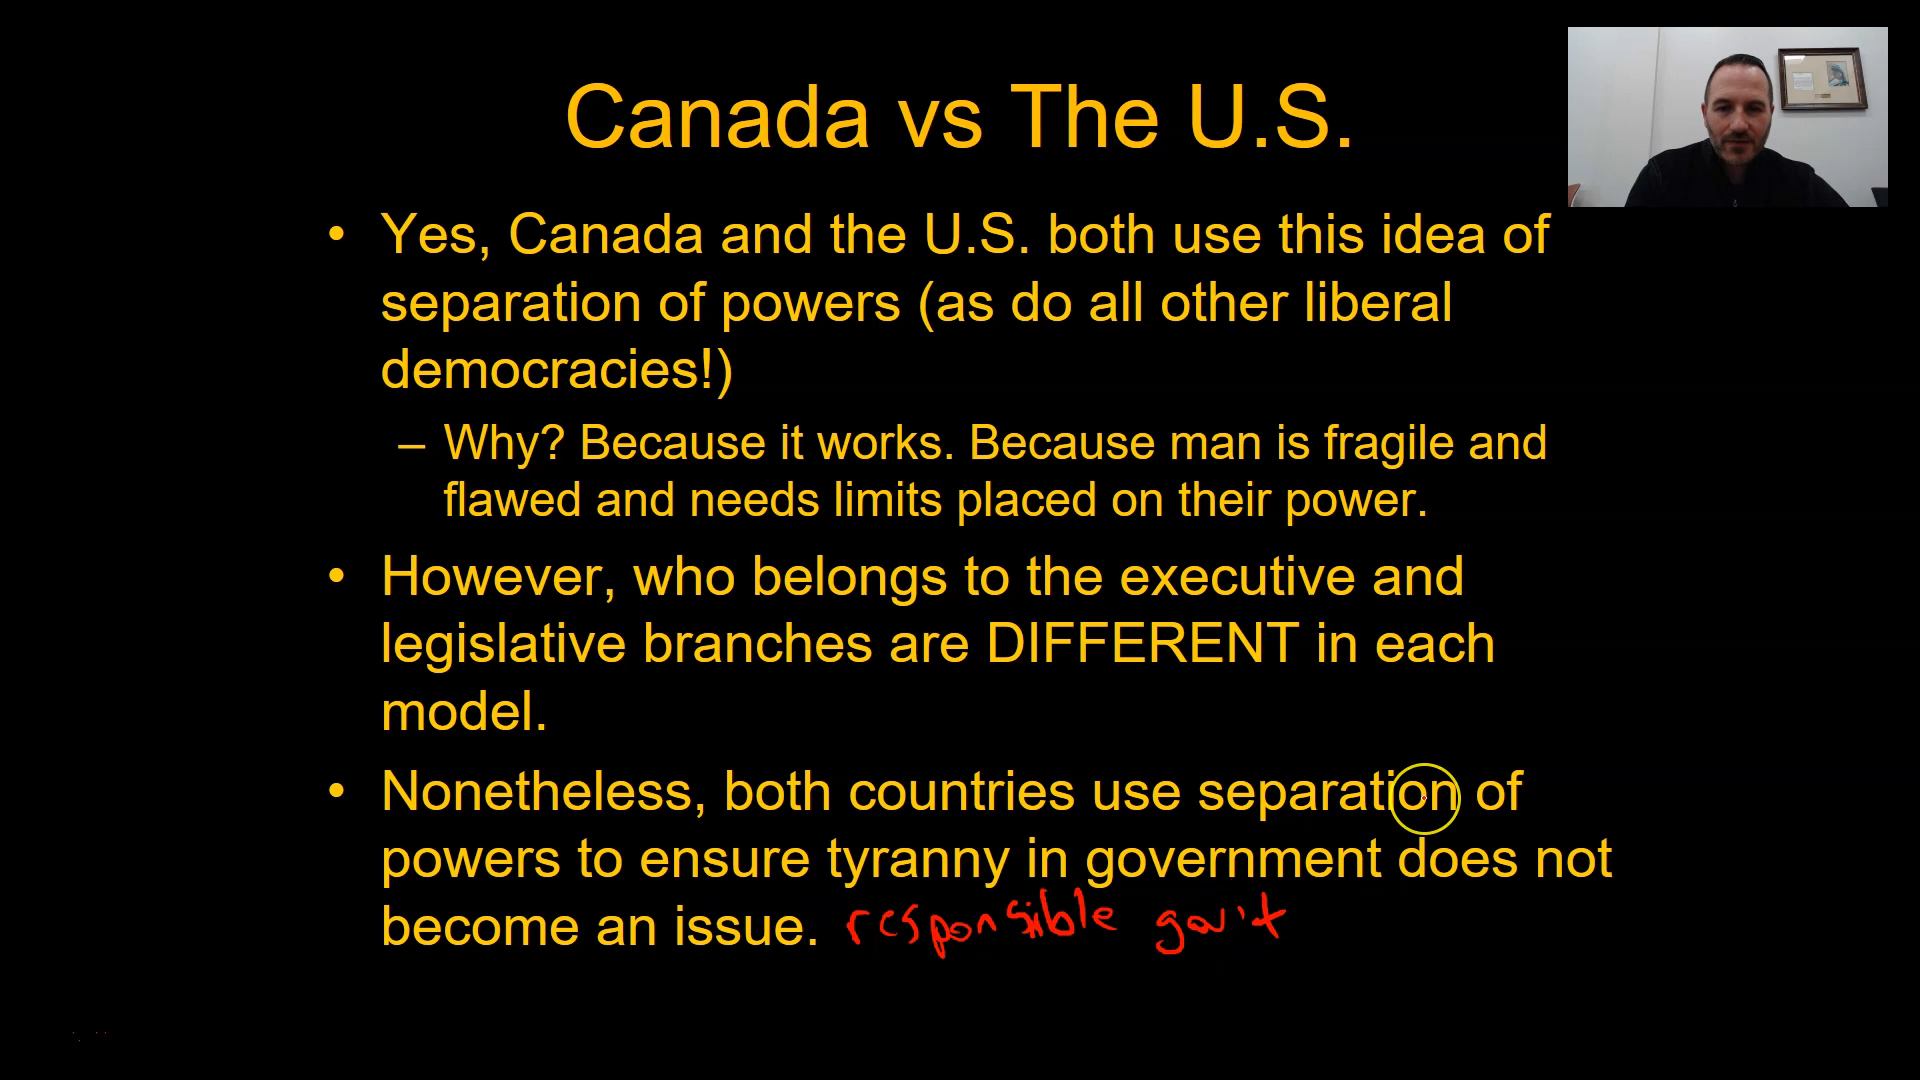 Canada vs The U.S.
• Yes, Canada and the U.S. both use this idea of
separation of powers (as do all other liberal
democracies!)
– Why? Because it works. Because man is fragile and
flawed and needs limits placed on their power.
• However, who belongs to the executive and
legislative branches are DIFFERENT in each
model.
• Nonetheless, both countries use separation of
powers to ensure tyranny in government does not
become an issue. responsible gov't